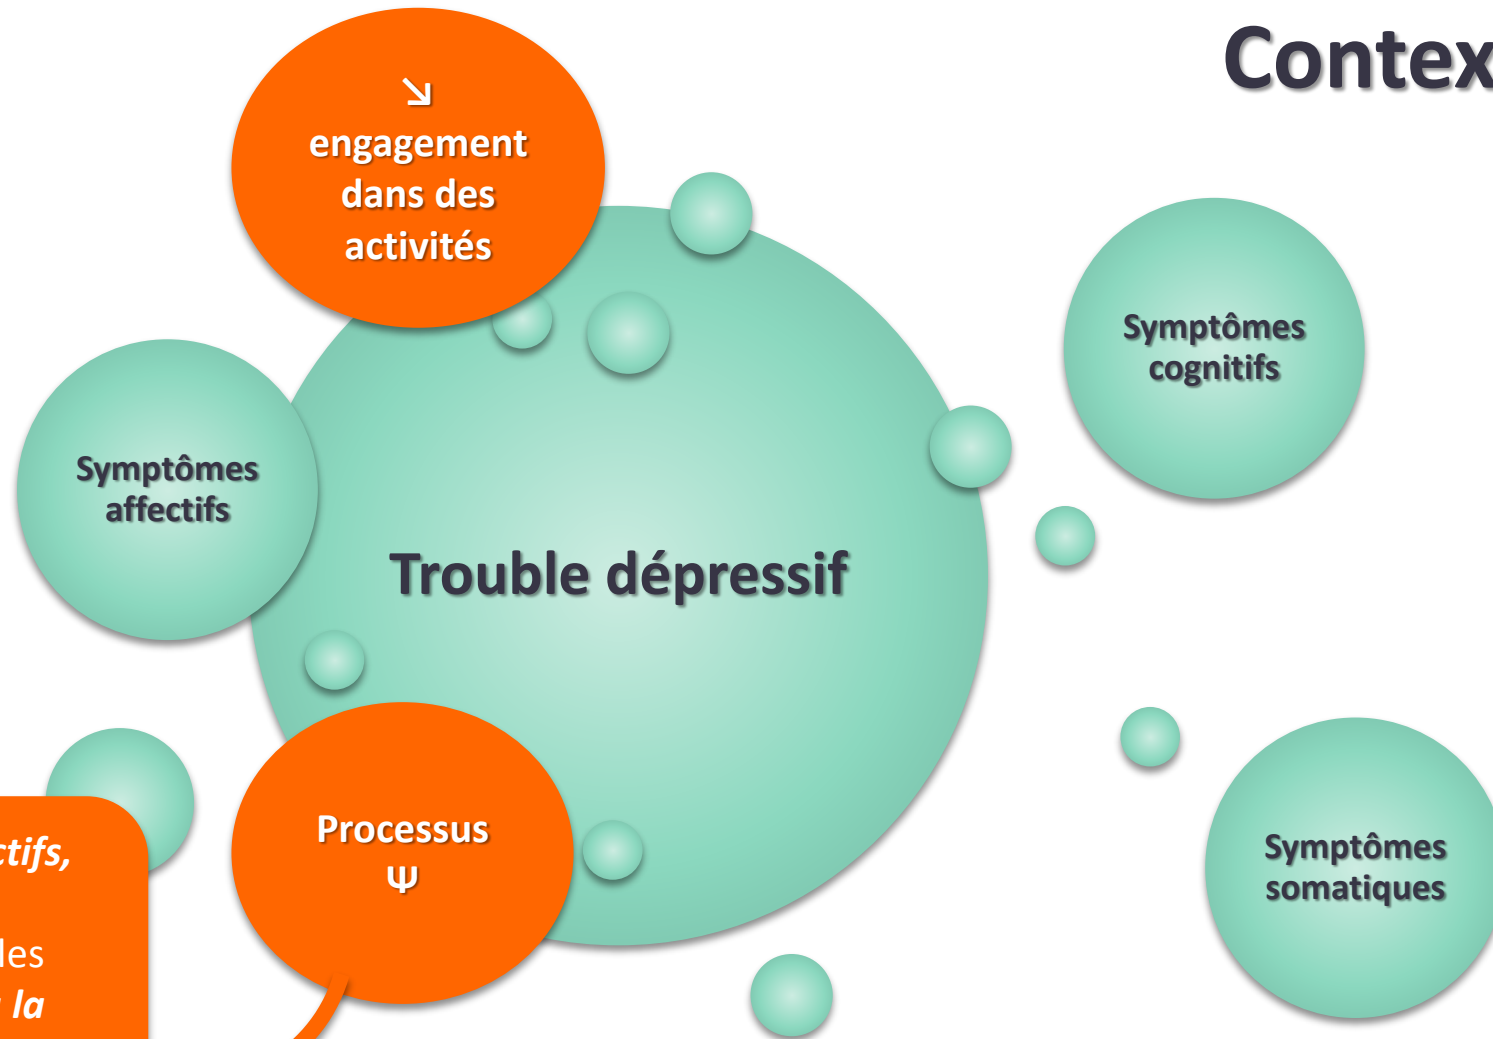 Contex
↘
engagement
dans des
activités
Symptômes
cognitifs
Symptômes
affectifs
Trouble dépressif
Processus
Ψ
Symptômes
somatiques
ctifs,
les
la